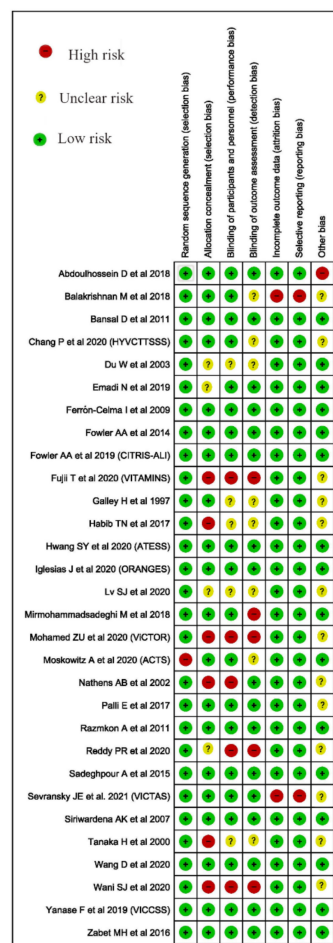 High risk
Unclear risk
Low risk
Random sequence generation (selection bias)
Allocation concealment (selection bias)
Blinding of participants and personnel (performance bias)
Blinding of outcome assessment (detection bias)
Incomplete outcome data (attrition bias)
Selective reporting (reporting bias)
Other bias
Abdoulhossein D et al 2018
Balakrishnan M et al 2018
Bansal D et al 2011
Chang P et al 2020 (HYVCTTSSS)
Du W et al 2003
Emadi N et al 2019
Ferrón-Celma I et al 2009
Fowler AA et al 2014
Fowler AA et al 2019 (CITRIS-ALI)
Fujii T et al 2020 (VITAMINS)
Galley H et al 1997
Habib TN et al 2017
Hwang SY et al 2020 (ATESS)
Iglesias J et al 2020 (ORANGES)
Lv SJ et al 2020
Mirmohammadsadeghi M et al 2018
Mohamed ZU et al 2020 (VICTOR)
Moskowitz A et al 2020 (ACTS)
Nathens AB et al 2002
Palli E et al 2017
Razmkon A et al 2011
Reddy PR et al 2020
Sadeghpour A et al 2015
Sevransky JE et al. 2021 (VICTAS)
Siriwardena AK et al 2007
Tanaka H et al 2000
Wang D et al 2020
Wani SJ et al 2020
Yanase F et al 2019 (VICCSS)
Zabet MH et al 2016